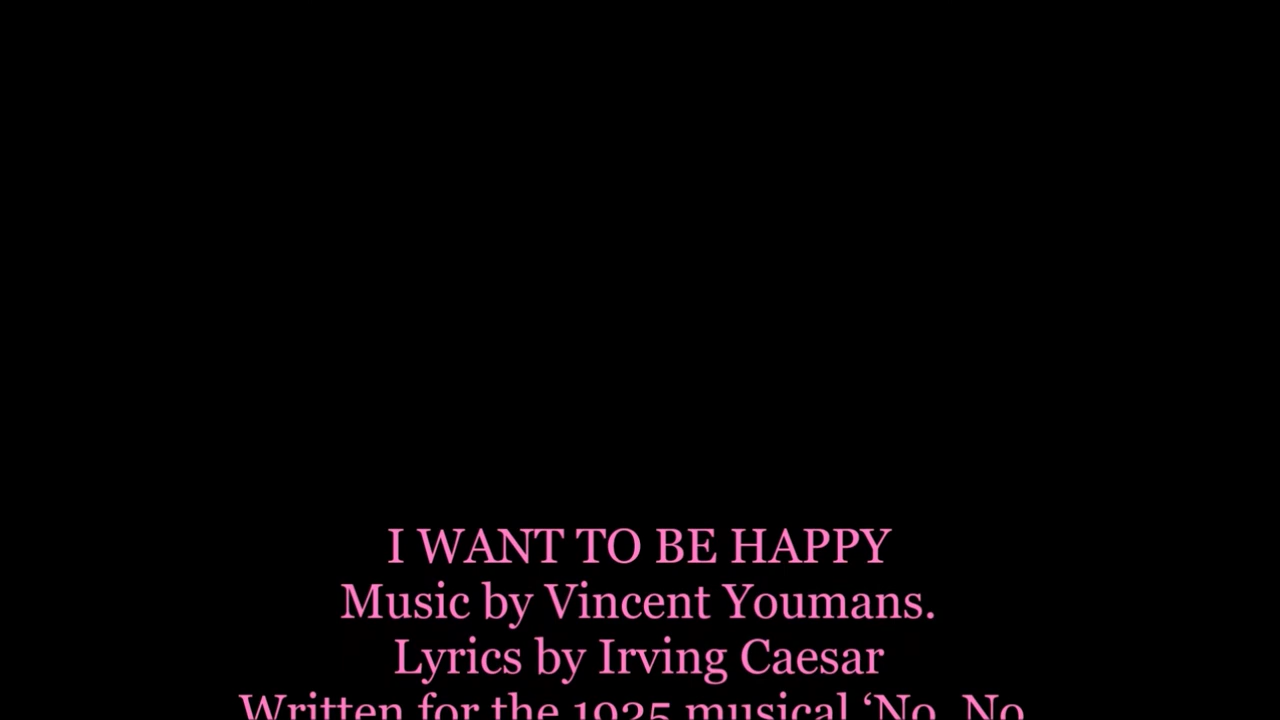 I WANT TO BE HAPPY
Music by Vincent Youmans.
Lyrics by Irving Caesar
Written for the 1925 musical ‘No, No